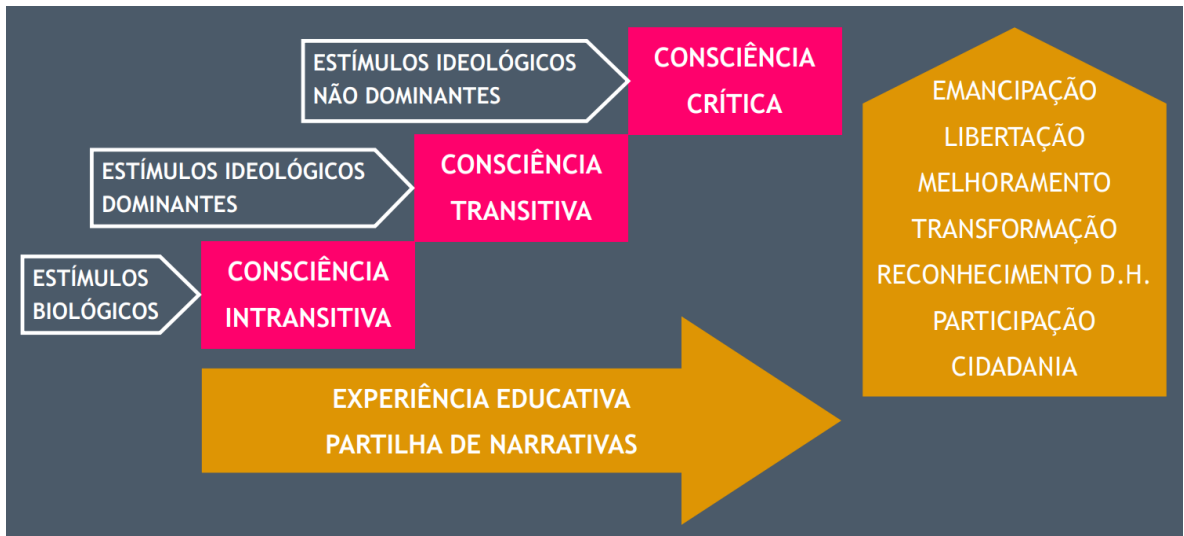 ESTÍMULOS IDEOLÓGICOS
NÃO DOMINANTES
CONSCIÊNCIA
CRÍTICA
ESTÍMULOS IDEOLÓGICOS
DOMINANTES
CONSCIÊNCIA
TRANSITIVA
ESTÍMULOS
BIOLÓGICOS
CONSCIÊNCIA
INTRANSITIVA
EXPERIÊNCIA EDUCATIVA
PARTILHA DE NARRATIVAS
EMANCIPAÇÃO
LIBERTAÇÃO
MELHORAMENTO
TRANSFORMAÇÃO
RECONHECIMENTO D.H.
PARTICIPAÇÃO
CIDADANIA